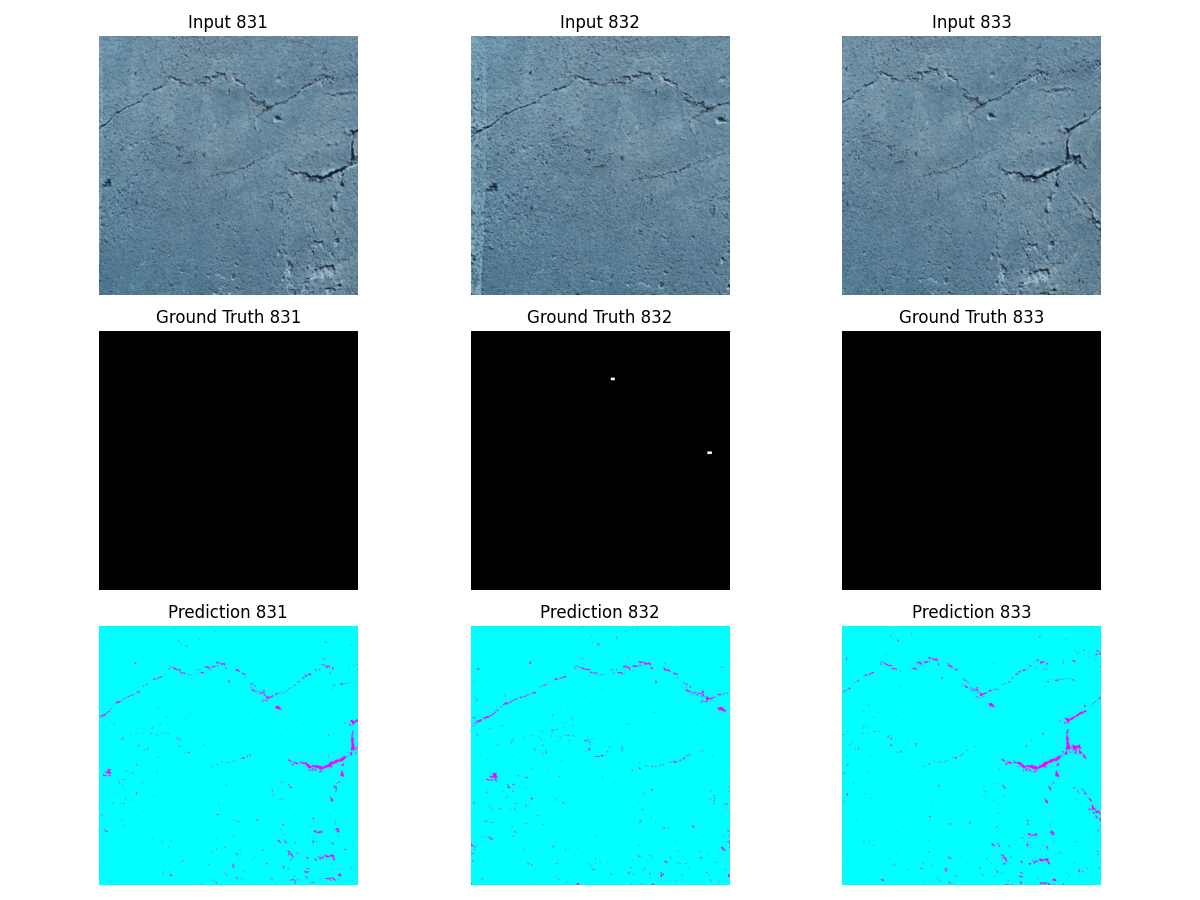 Input 831
Input 832
Input 833
Ground Truth 831
Ground Truth 832
Ground Truth 833
Prediction 831
Prediction 832
Prediction 833